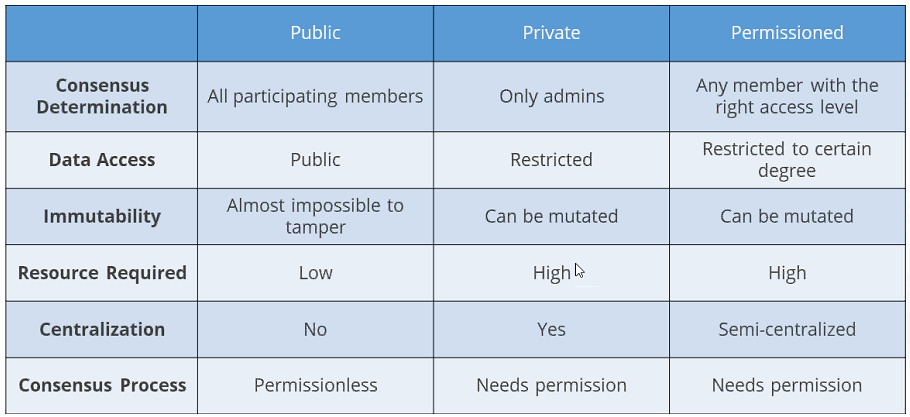 Public Private Permissioned
Consensus Determination All participating members Only admins Any member with the right access level
Data Access Public Restricted Restricted to certain degree
Immutability Almost impossible to tamper Can be mutated Can be mutated
Resource Required Low High High
Centralization No Yes Semi-centralized
Consensus Process Permissionless Needs permission Needs permission